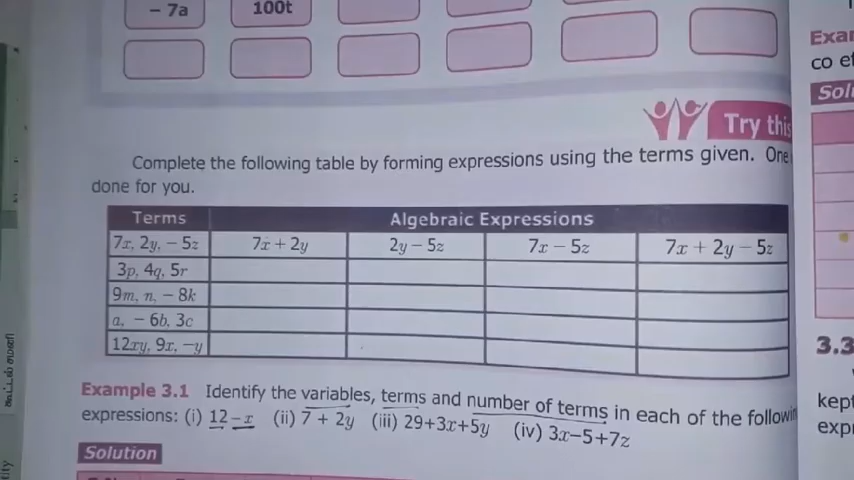 - 7a 100t
Exa
co
Sol
Try this
Complete the following table by forming expressions using the terms given. One
done for you.
Terms Algebraic Expressions
7x, 2y, - 5z 7x + 2y 2y - 5z 7x - 5z 7x + 2y - 5z
3p, 4q, 5r
9m, n, - 8k
a, - 6b, 3c
12xy, 9x, -y
3.3
Example 3.1 Identify the variables, terms and number of terms in each of the followin
expressions: (i) 12-x (ii) 7 + 2y (iii) 29+3x+5y (iv) 3x-5+7z
kept
expr
Solution